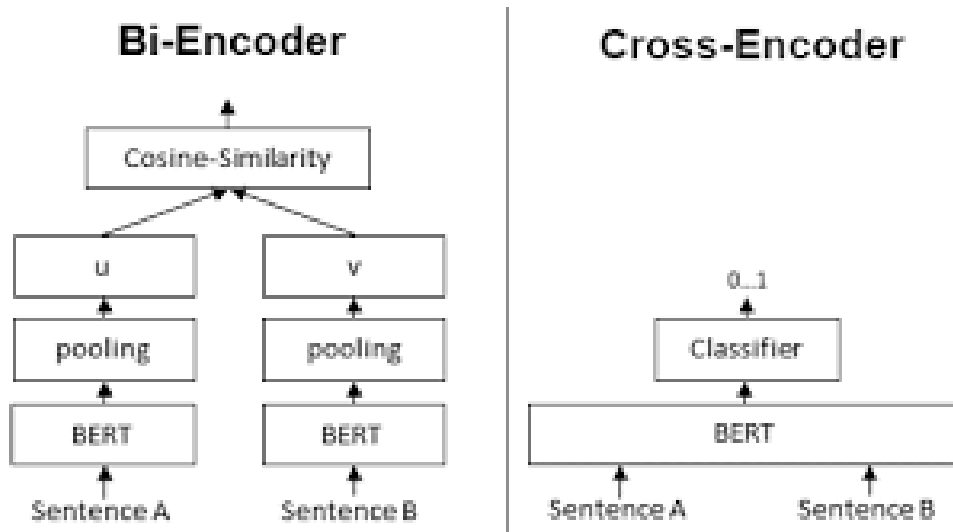 Bi-Encoder
Cosine-Similarity
u
v
pooling
pooling
BERT
BERT
Sentence A
Sentence B
Cross-Encoder
0...1
Classifier
BERT
Sentence A
Sentence B